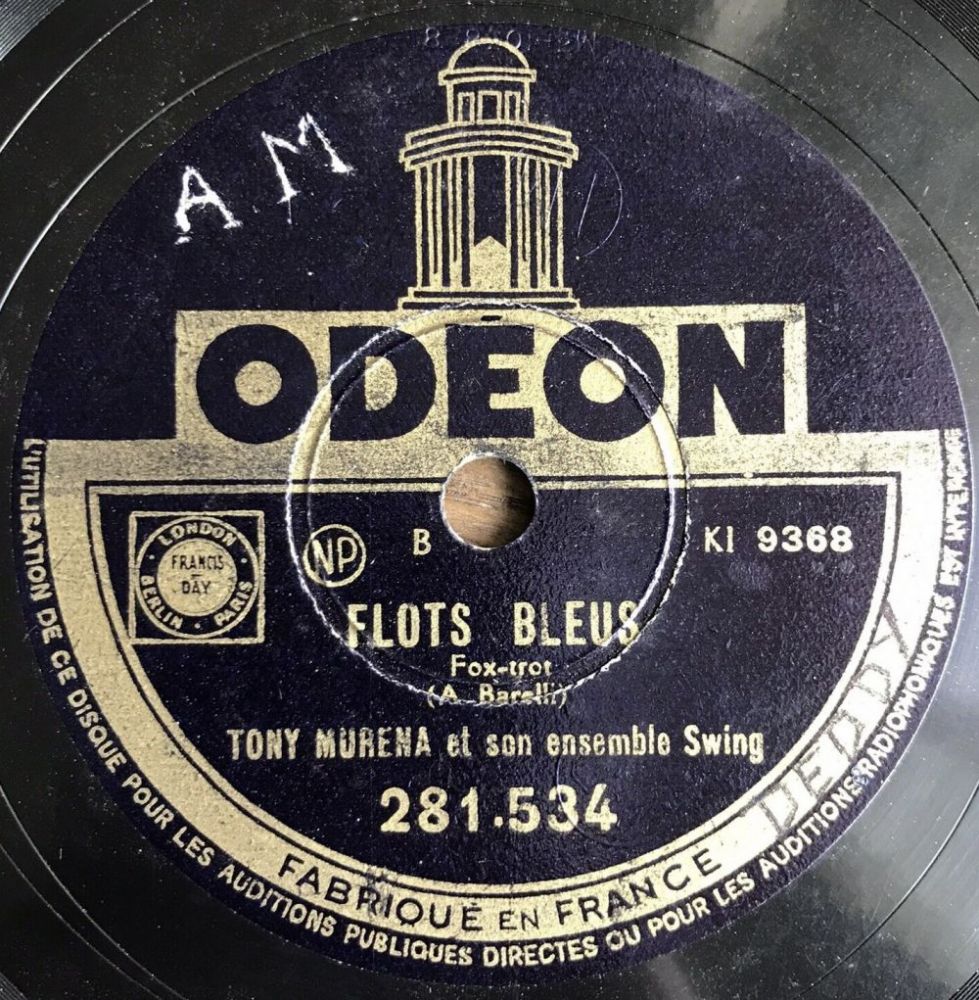 A.M
ODEON
LONDON
FRANCIS
DAY
BERLIN · PARIS
NP
B
KI 9368
FLOTS BLEUS
Fox-trot
(A. Barelli)
TONY MURENA et son ensemble Swing
281.534
FABRIQUÉ EN FRANCE
L'UTILISATION DE CE DISQUE POUR LES AUDITIONS PUBLIQUES DIRECTES OU POUR LES AUDITIONS RADIOPHONIQUES EST INTERDITE